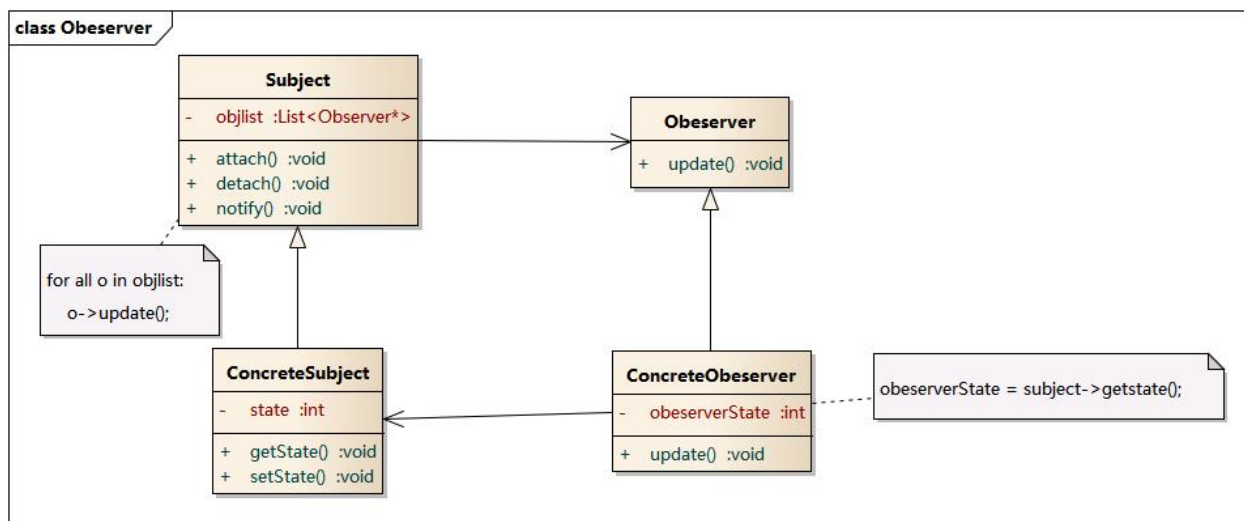 class Obeserver
Subject
- objlist :List<Observer*>
+ attach() :void
+ detach() :void
+ notify() :void
Obeserver
+ update() :void
for all o in objlist:
o->update();
ConcreteSubject
- state :int
+ getState() :void
+ setState() :void
ConcreteObeserver
- obeserverState :int
+ update() :void
obeserverState = subject->getstate();